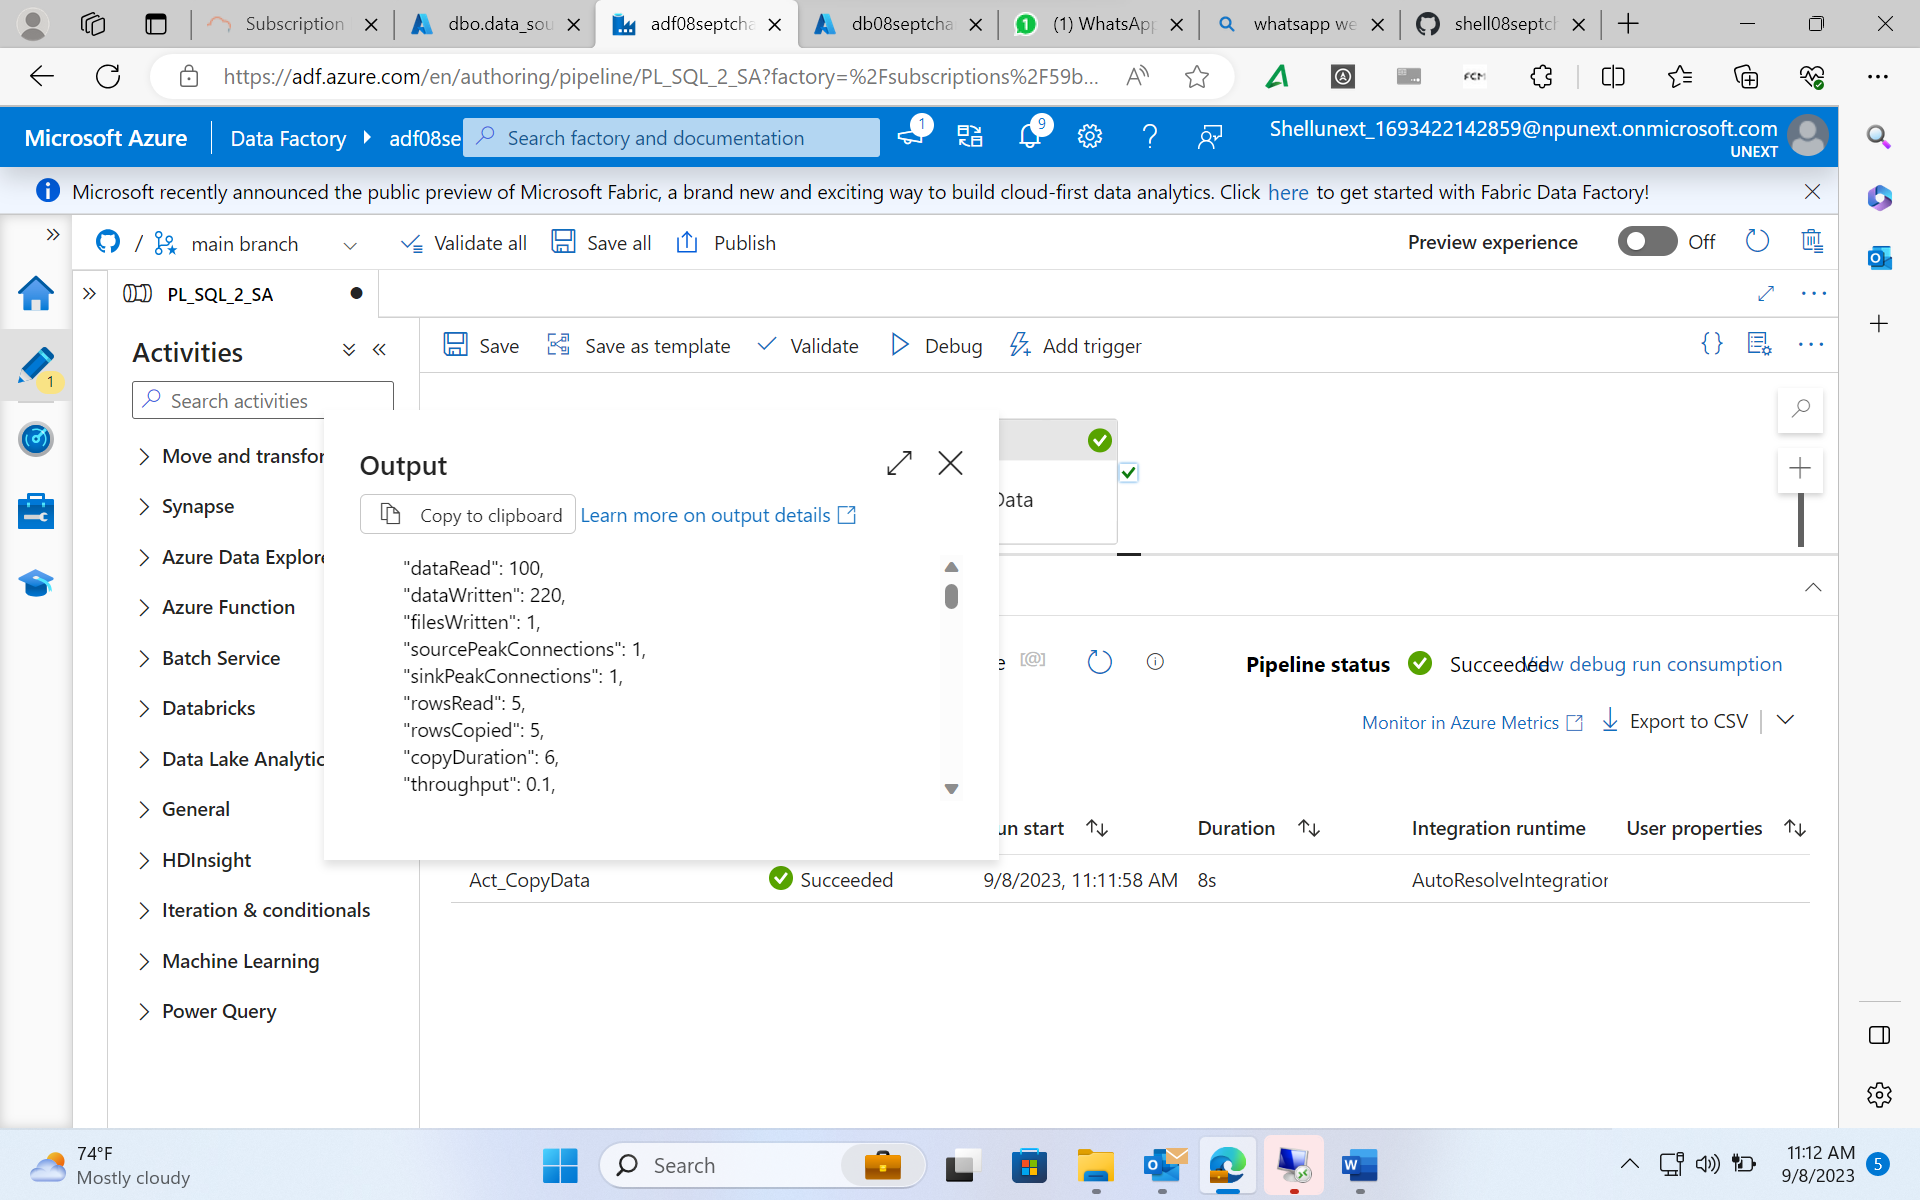 Subscription
dbo.data_sou
adf08septcha
db08septcha
(1) WhatsApp
whatsapp we
shell08septch
https://adf.azure.com/en/authoring/pipeline/PL_SQL_2_SA?factory=%2Fsubscriptions%2F59b...
FCM
Microsoft Azure
Data Factory
adf08se
Search factory and documentation
1
9
Shellunext_1693422142859@npunext.onmicrosoft.com
UNEXT
Microsoft recently announced the public preview of Microsoft Fabric, a brand new and exciting way to build cloud-first data analytics. Click here to get started with Fabric Data Factory!
/ main branch
Validate all
Save all
Publish
Preview experience
Off
PL_SQL_2_SA
Activities
Search activities
1
Save
Save as template
Validate
Debug
Add trigger
Move and transfor
Synapse
Azure Data Explore
Azure Function
Batch Service
Databricks
Data Lake Analytic
General
HDInsight
Iteration & conditionals
Machine Learning
Power Query
Output
Copy to clipboard
Learn more on output details
"dataRead": 100,
"dataWritten": 220,
"filesWritten": 1,
"sourcePeakConnections": 1,
"sinkPeakConnections": 1,
"rowsRead": 5,
"rowsCopied": 5,
"copyDuration": 6,
"throughput": 0.1,
Data
e [@]
Pipeline status
Succeeded
View debug run consumption
Monitor in Azure Metrics
Export to CSV
un start
Duration
Integration runtime
User properties
Act_CopyData
Succeeded
9/8/2023, 11:11:58 AM
8s
AutoResolveIntegration
74°F
Mostly cloudy
Search
11:12 AM
9/8/2023
5